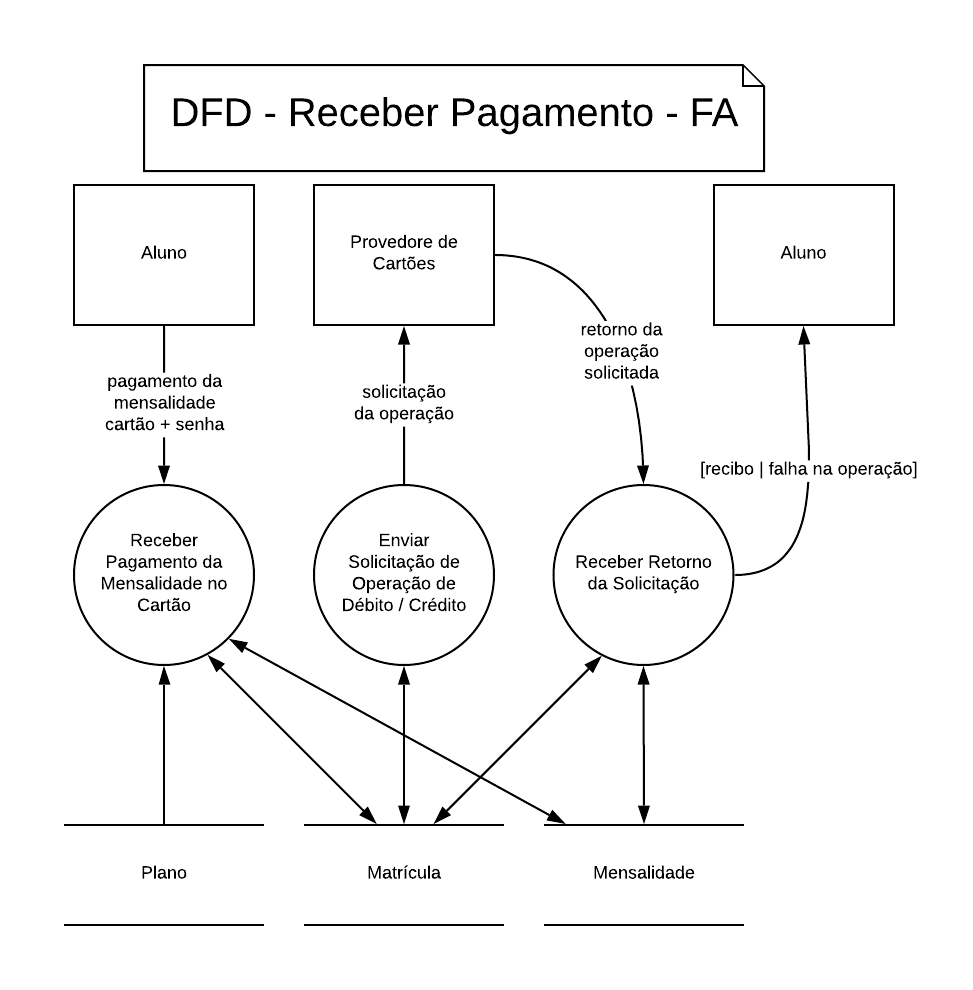 DFD - Receber Pagamento - FA
Aluno
Provedore de
Cartões
Aluno
pagamento da
mensalidade
cartão + senha
solicitação
da operação
retorno da
operação
solicitada
[recibo | falha na operação]
Receber
Pagamento da
Mensalidade no
Cartão
Enviar
Solicitação de
Operação de
Débito / Crédito
Receber Retorno
da Solicitação
Plano
Matrícula
Mensalidade